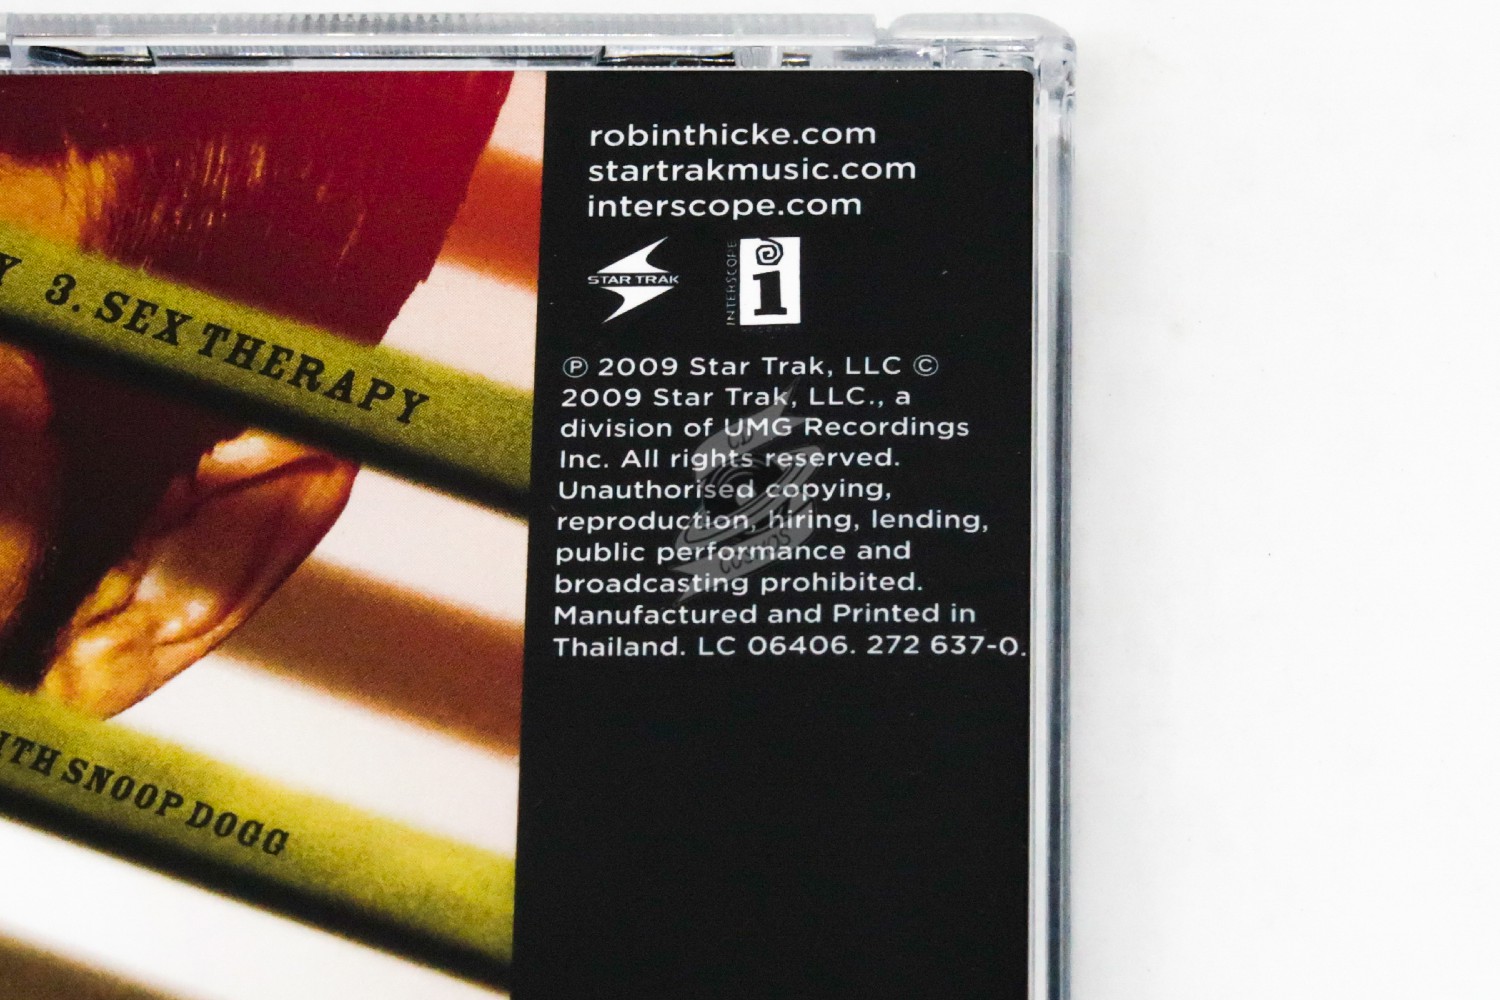 robinthicke.com
startrakmusic.com
interscope.com
STAR TRAK
INTERSCOPE
i
℗ 2009 Star Trak, LLC ©
2009 Star Trak, LLC., a
division of UMG Recordings
Inc. All rights reserved.
Unauthorised copying,
reproduction, hiring, lending,
public performance and
broadcasting prohibited.
Manufactured and Printed in
Thailand. LC 06406. 272 637-0.
3. SEX THERAPY
SNOOP DOGG
CD
COSMOS